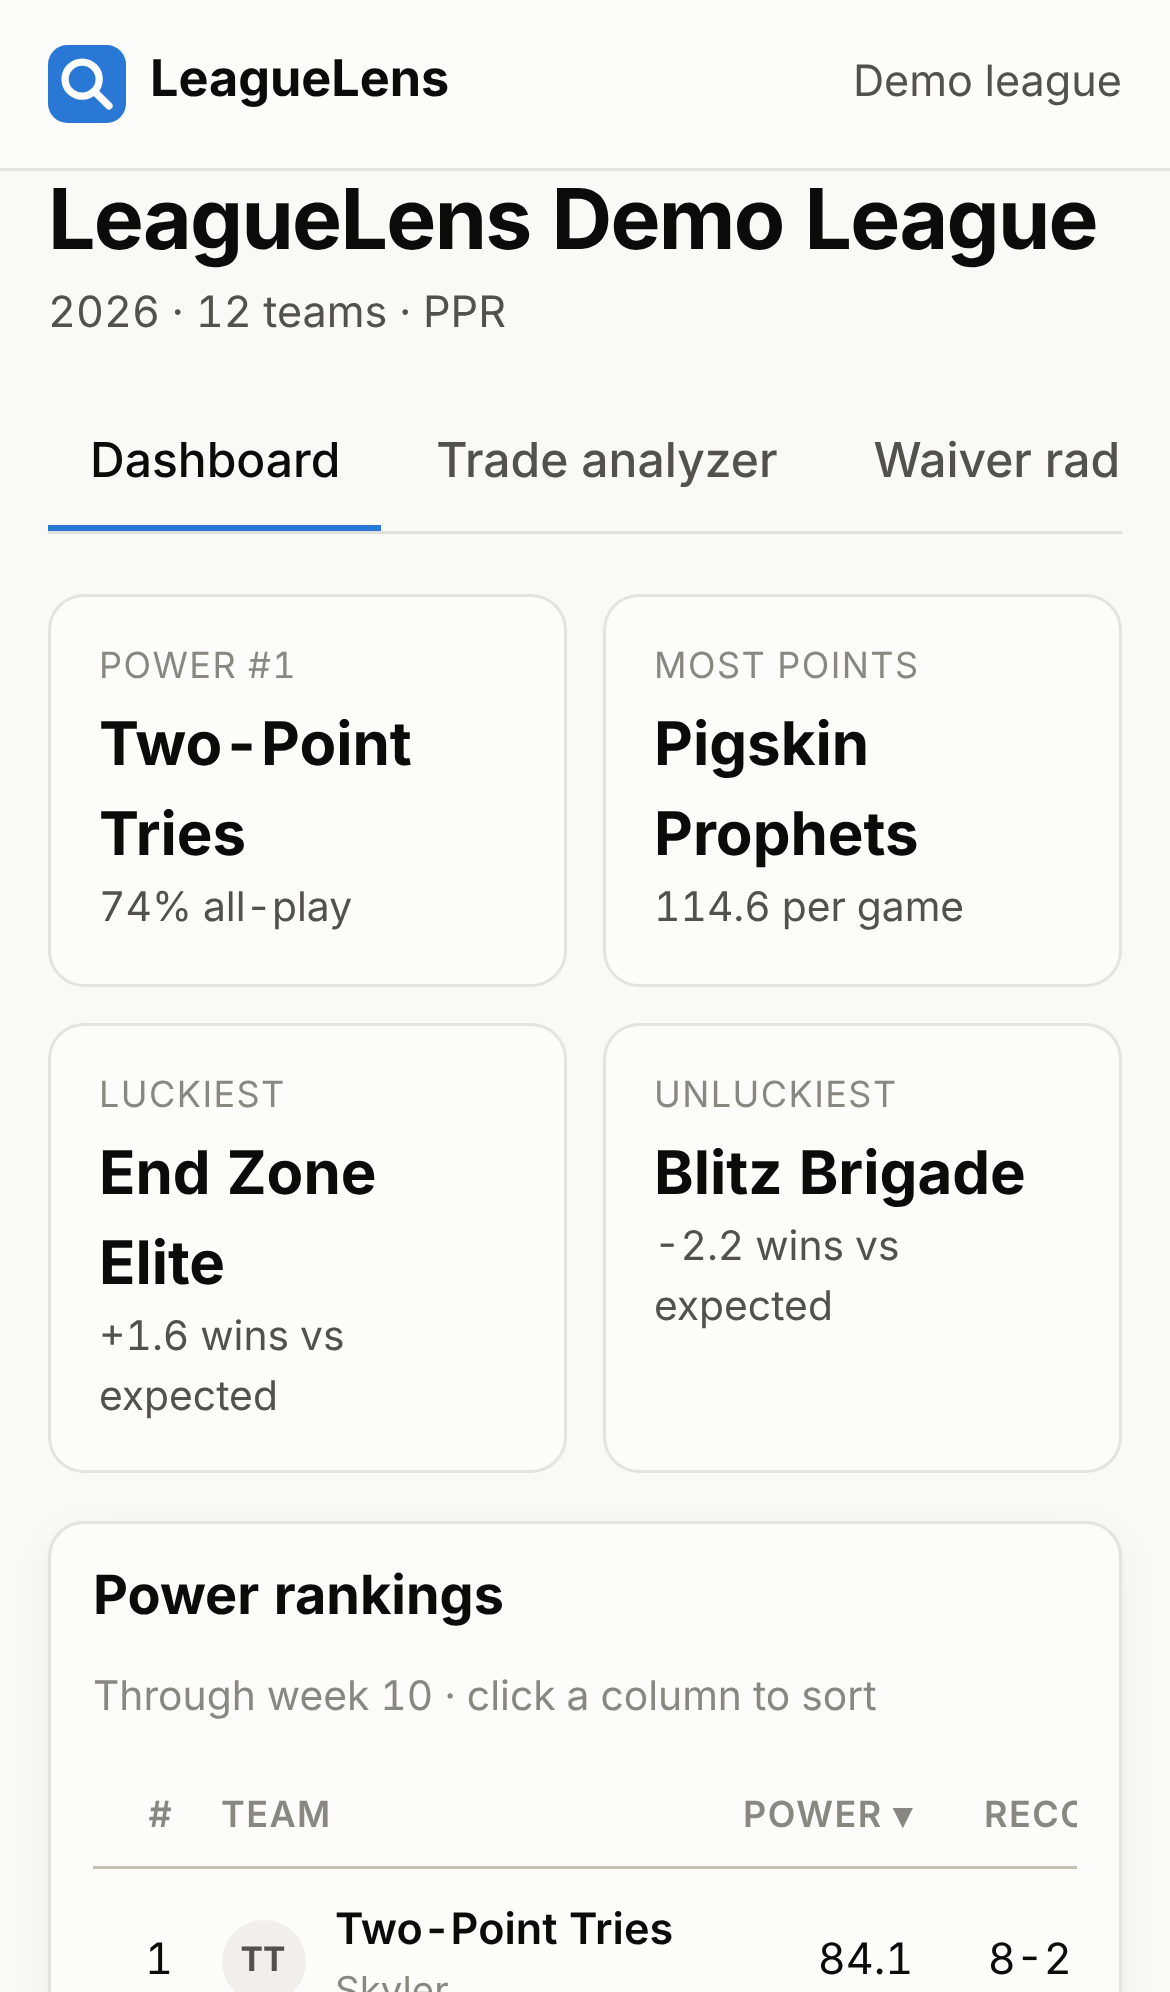 LeagueLens
Demo league
LeagueLens Demo League
2026 · 12 teams · PPR
Dashboard
Trade analyzer
Waiver rad
POWER #1
Two-Point
Tries
74% all-play
MOST POINTS
Pigskin
Prophets
114.6 per game
LUCKIEST
End Zone
Elite
+1.6 wins vs
expected
UNLUCKIEST
Blitz Brigade
-2.2 wins vs
expected
Power rankings
Through week 10 · click a column to sort
# TEAM POWER ▼ RECO
1 TT Two-Point Tries 84.1 8-2
Skyler